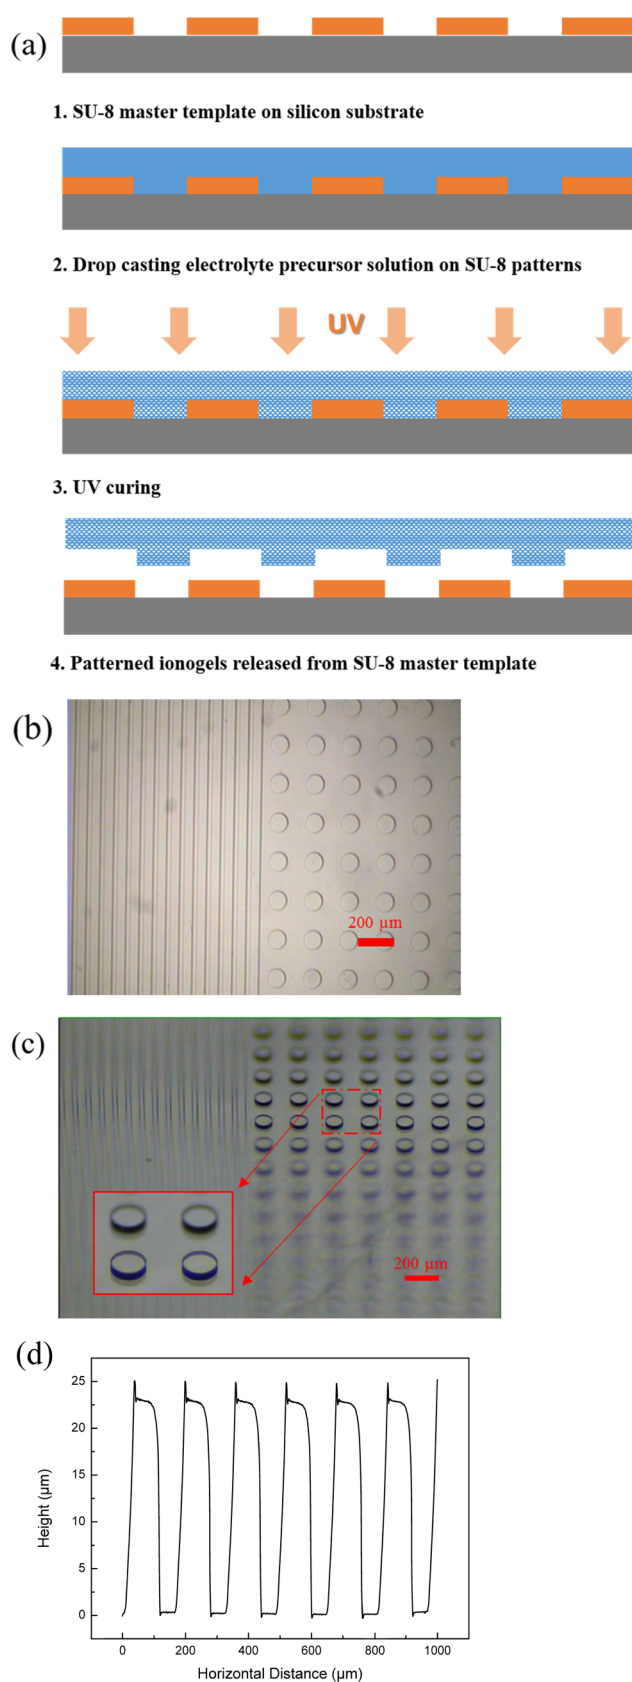 (a)
1. SU-8 master template on silicon substrate
2. Drop casting electrolyte precursor solution on SU-8 patterns
UV
3. UV curing
4. Patterned ionogels released from SU-8 master template
(b)
200 µm
(c)
200 µm
(d)
25
20
15
10
5
0
Height (µm)
0 200 400 600 800 1000
Horizontal Distance (µm)